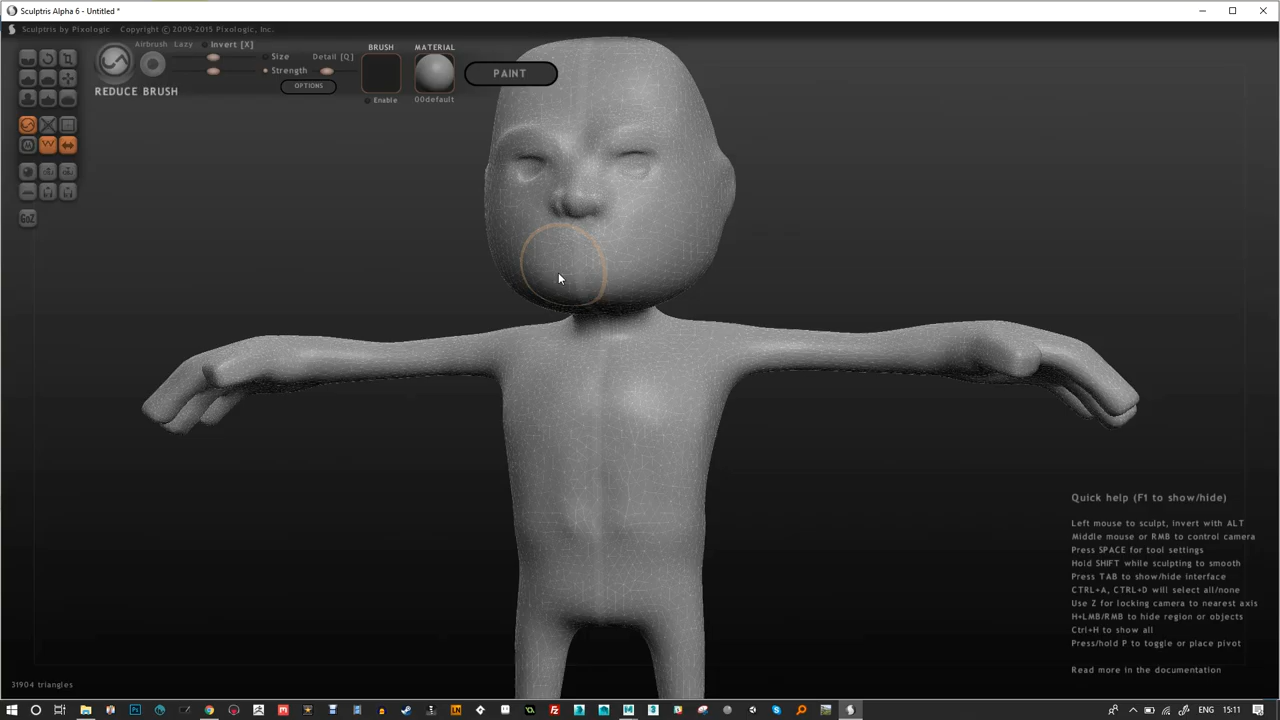 Sculptris Alpha 6 - Untitled *
Sculptris by Pixologic Copyright © 2009-2015 Pixologic, Inc.
Airbrush Lazy Invert [X]
Size Detail [Q]
Strength
OPTIONS
REDUCE BRUSH
BRUSH
Enable
MATERIAL
00default
PAINT
GoZ
Quick help (F1 to show/hide)
Left mouse to sculpt, invert with ALT
Middle mouse or RMB to control camera
Press SPACE for tool settings
Hold SHIFT while sculpting to smooth
Press TAB to show/hide interface
CTRL+A, CTRL+D will select all/none
Use Z for locking camera to nearest axis
H+LMB/RMB to hide region or objects
Ctrl+H to show all
Press/hold P to toggle or place pivot
Read more in the documentation
31904 triangles
15:11